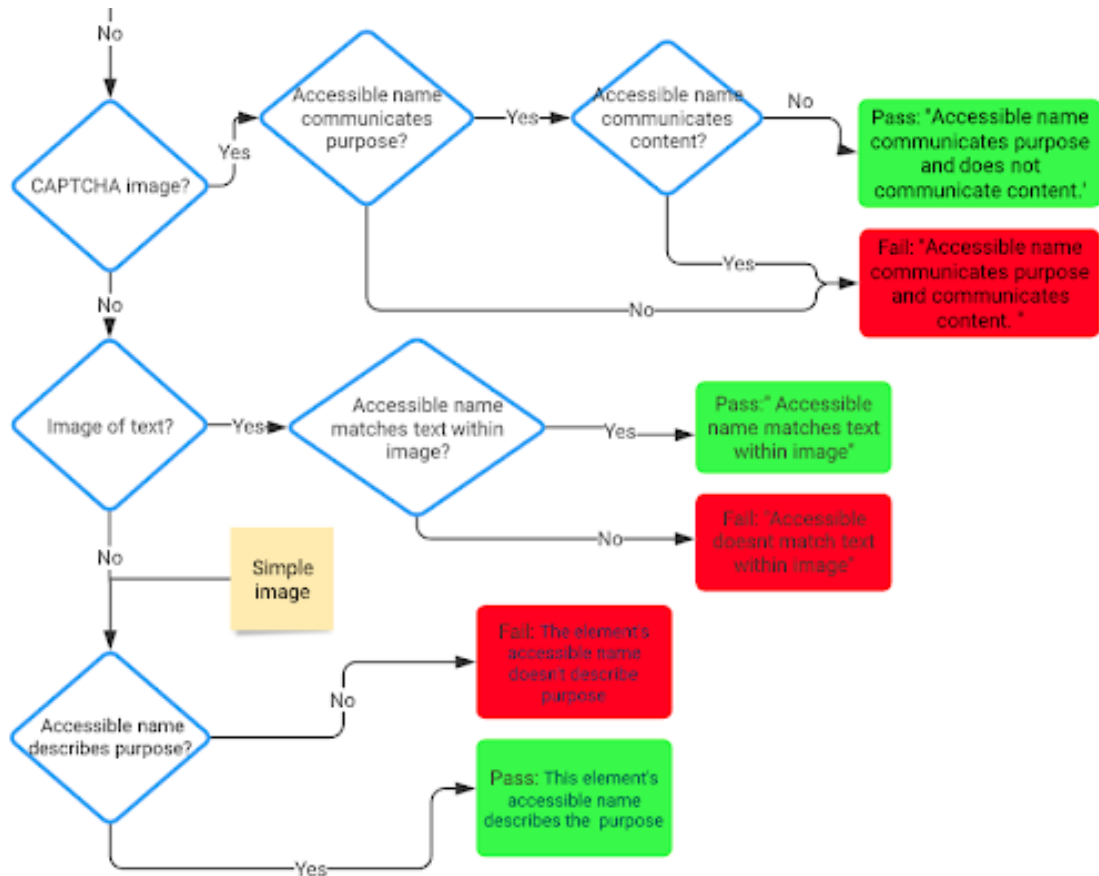 No
CAPTCHA image?
Yes
Accessible name
communicates
purpose?
Yes
Accessible name
communicates
content?
No
Pass: "Accessible name
communicates purpose
and does not
communicate content.'
Yes
No
Fail: "Accessible name
communicates purpose
and communicates
content. "
No
Image of text?
Yes
Accessible name
matches text within
image?
Yes
Pass:" Accessible
name matches text
within image"
No
Fail: "Accessible
doesnt match text
within image"
No
Simple
image
Accessible name
describes purpose?
No
Fail: The element's
accessible name
doesn't describe
purpose
Yes
Pass: This element's
accessible name
describes the purpose